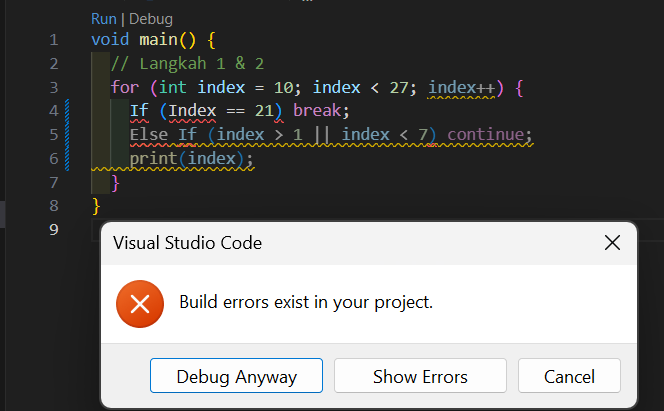 Run | Debug
1 void main() {
2 // Langkah 1 & 2
3 for (int index = 10; index < 27; index++) {
4 If (Index == 21) break;
5 Else If (index > 1 || index < 7) continue;
6 print(index);
7 }
8 }
9
Visual Studio Code
Build errors exist in your project.
Debug Anyway Show Errors Cancel